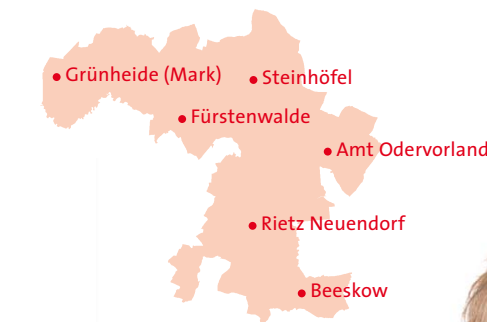 Grünheide (Mark)
Steinhöfel
Fürstenwalde
Amt Odervorland
Rietz Neuendorf
Beeskow